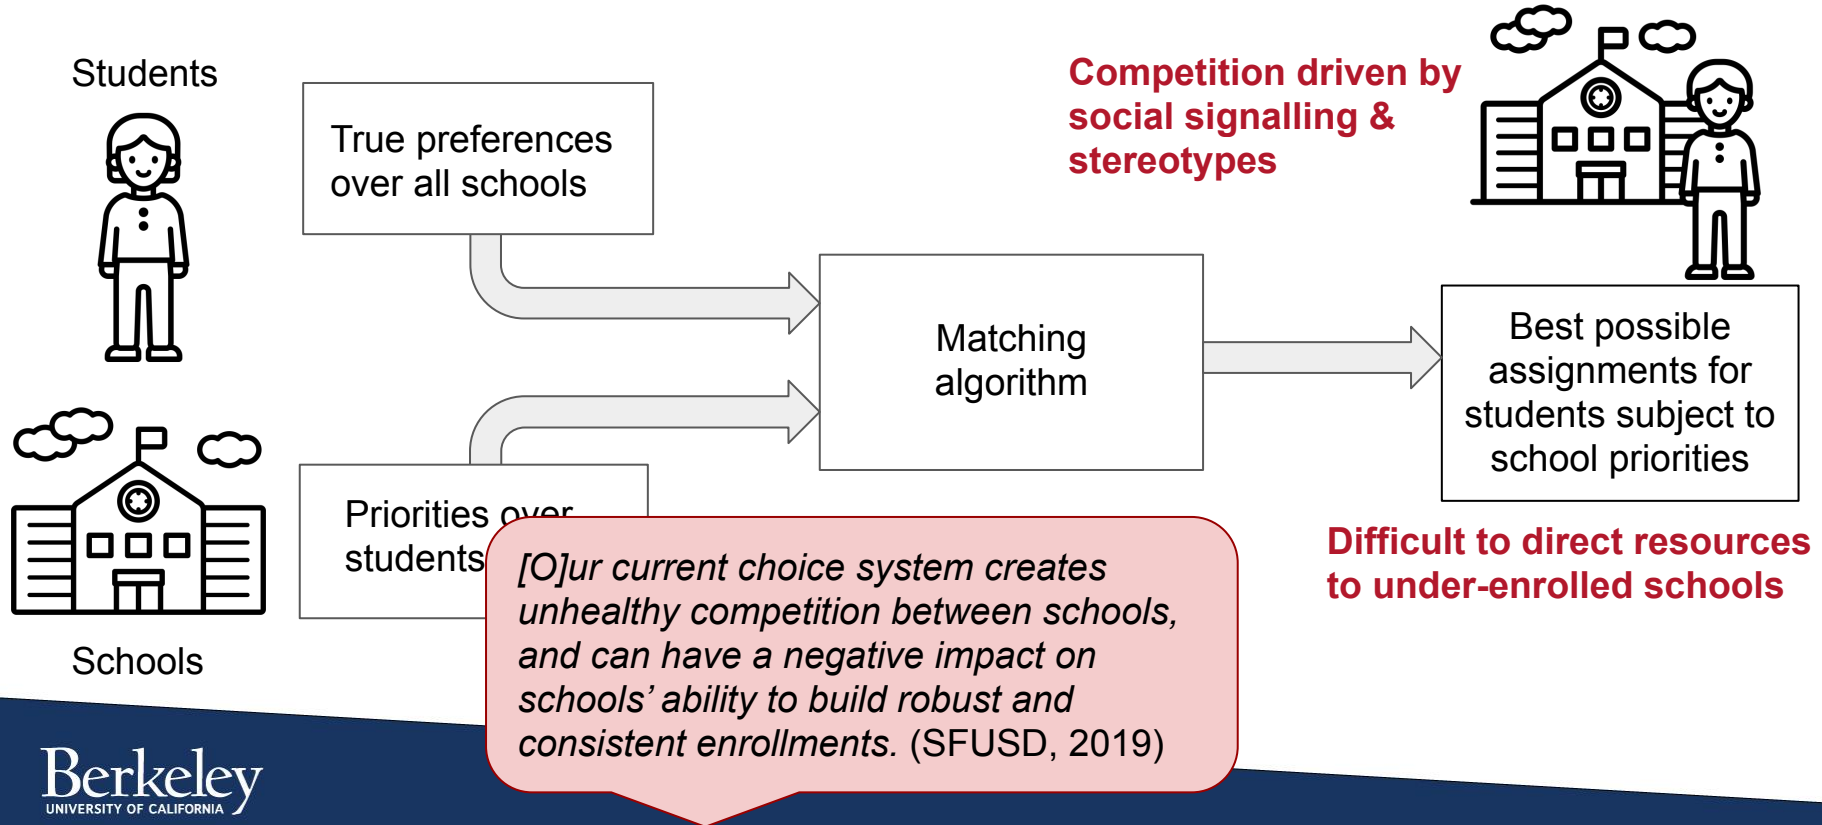 Students
True preferences
over all schools
Competition driven by
social signalling &
stereotypes
Matching
algorithm
Best possible
assignments for
students subject to
school priorities
Priorities over
students
Schools
Difficult to direct resources
to under-enrolled schools
[O]ur current choice system creates
unhealthy competition between schools,
and can have a negative impact on
schools’ ability to build robust and
consistent enrollments. (SFUSD, 2019)
Berkeley
UNIVERSITY OF CALIFORNIA